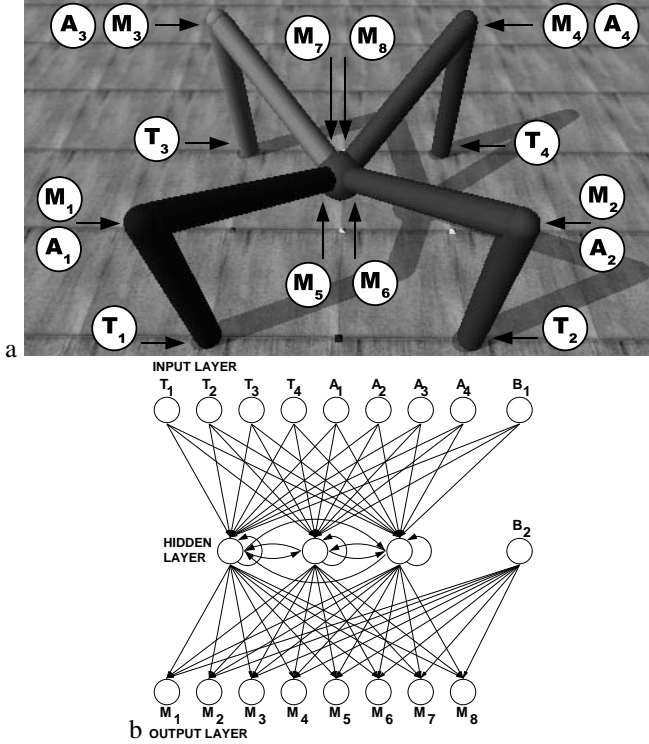 A3 M3 M7 M8 M4 A4
T3 T4
M1 M2
A1 M5 M6 A2
T1 T2
a
INPUT LAYER
T1 T2 T3 T4 A1 A2 A3 A4 B1
HIDDEN
LAYER
B2
M1 M2 M3 M4 M5 M6 M7 M8
b OUTPUT LAYER